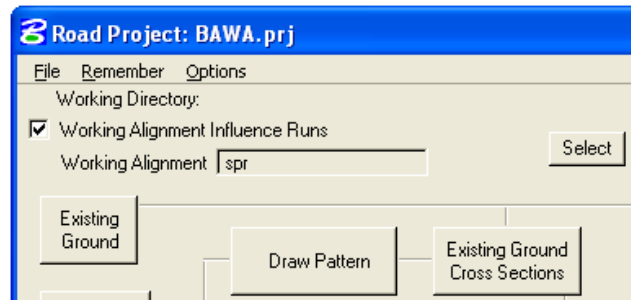 Road Project: BAWA.prj
File Remember Options
Working Directory:
Working Alignment Influence Runs
Working Alignment spr
Select
Existing
Ground
Draw Pattern
Existing Ground
Cross Sections